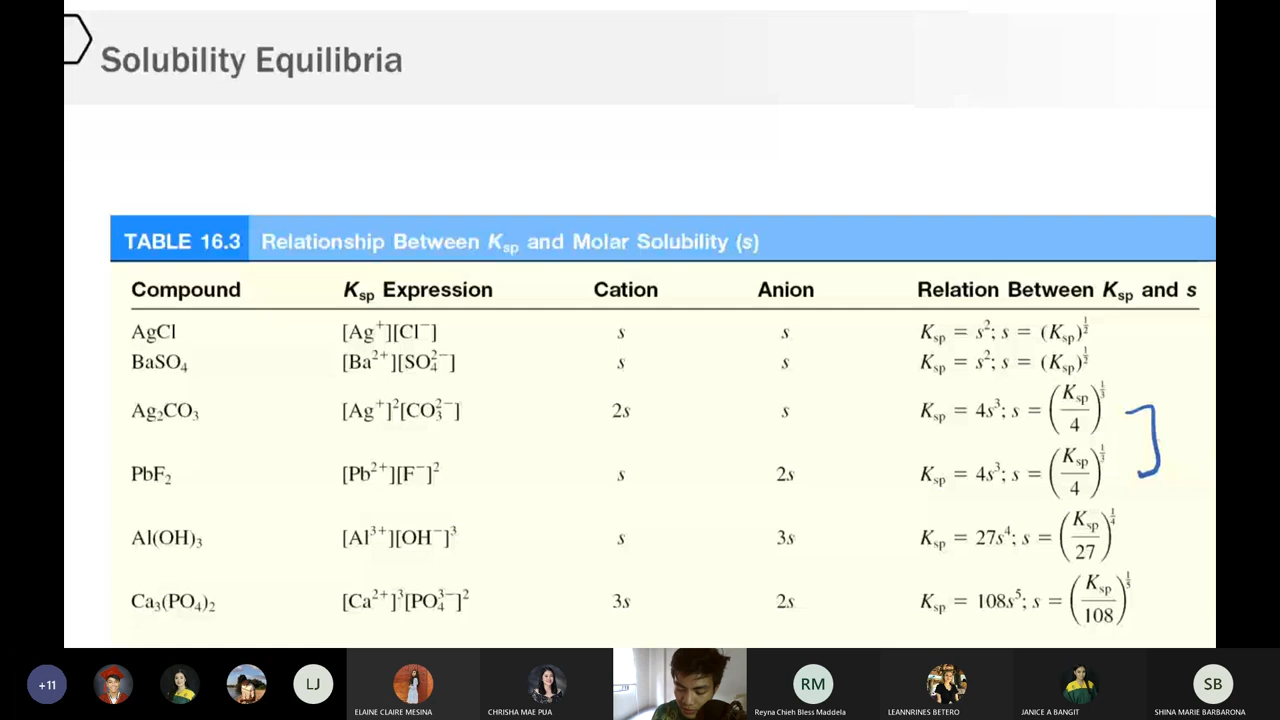 Solubility Equilibria
TABLE 16.3 Relationship Between Ksp and Molar Solubility (s)
Compound Ksp Expression Cation Anion Relation Between Ksp and s
AgCl [Ag⁺][Cl⁻] s s Ksp = s²; s = (Ksp)^½
BaSO₄ [Ba²⁺][SO₄²⁻] s s Ksp = s²; s = (Ksp)^½
Ag₂CO₃ [Ag⁺]²[CO₃²⁻] 2s s Ksp = 4s³; s = (Ksp/4)^⅓
PbF₂ [Pb²⁺][F⁻]² s 2s Ksp = 4s³; s = (Ksp/4)^⅓
Al(OH)₃ [Al³⁺][OH⁻]³ s 3s Ksp = 27s⁴; s = (Ksp/27)^¼
Ca₃(PO₄)₂ [Ca²⁺]³[PO₄³⁻]² 3s 2s Ksp = 108s⁵; s = (Ksp/108)^⅕
+11 LJ RM SB
ELAINE CLAIRE MESINA CHRISHA MAE PUA Reyna Chieh Bless Maddela LEANNRINES BETERO JANICE A BANGIT SHINA MARIE BARBARONA